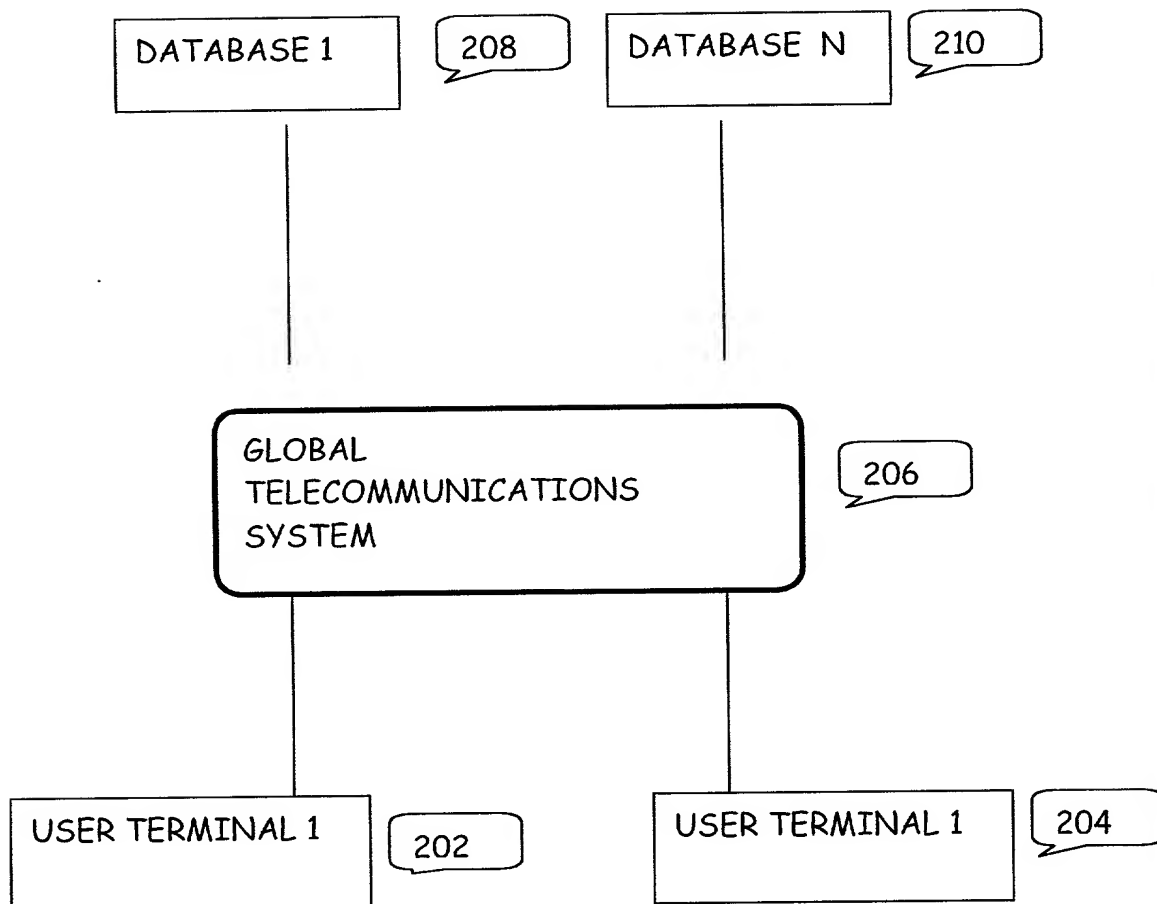 DATABASE 1
208
DATABASE N
210
GLOBAL
TELECOMMUNICATIONS
SYSTEM
206
USER TERMINAL 1
202
USER TERMINAL 1
204